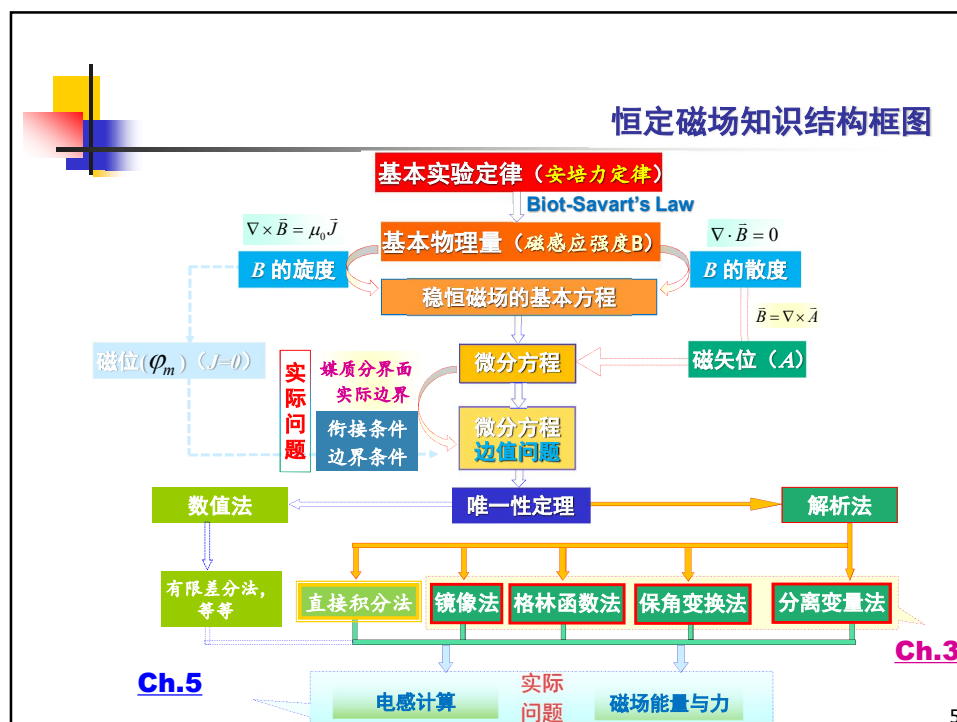 恒定磁场知识结构框图
基本实验定律（安培力定律）
Biot-Savart's Law
∇ × B⃗ = μ₀J⃗
基本物理量（磁感应强度B）
∇ · B⃗ = 0
B 的旋度
B 的散度
稳恒磁场的基本方程
B⃗ = ∇ × A⃗
磁位(φₘ)（J=0）
实际问题
媒质分界面
实际边界
微分方程
磁矢位（A）
衔接条件
边界条件
微分方程
边值问题
数值法
唯一性定理
解析法
有限差分法，
等等
直接积分法
镜像法
格林函数法
保角变换法
分离变量法
Ch.3
Ch.5
电感计算
实际
问题
磁场能量与力
5